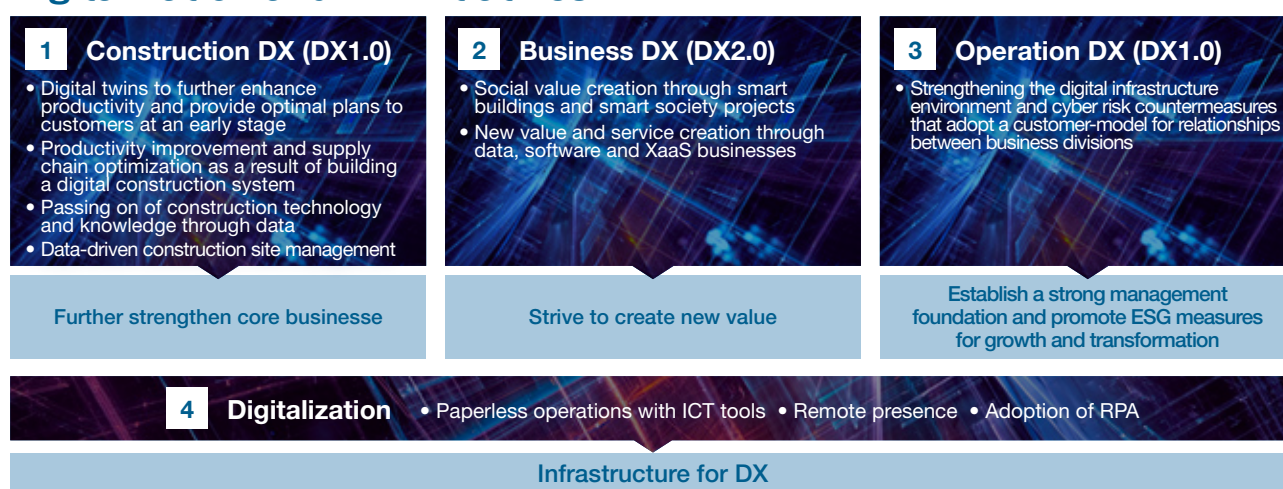 1 Construction DX (DX1.0)
• Digital twins to further enhance
productivity and provide optimal plans to
customers at an early stage
• Productivity improvement and supply
chain optimization as a result of building
a digital construction system
• Passing on of construction technology
and knowledge through data
• Data-driven construction site management
Further strengthen core businesse
2 Business DX (DX2.0)
• Social value creation through smart
buildings and smart society projects
• New value and service creation through
data, software and XaaS businesses
Strive to create new value
3 Operation DX (DX1.0)
• Strengthening the digital infrastructure
environment and cyber risk countermeasures
that adopt a customer-model for relationships
between business divisions
Establish a strong management
foundation and promote ESG measures
for growth and transformation
4 Digitalization • Paperless operations with ICT tools • Remote presence • Adoption of RPA
Infrastructure for DX